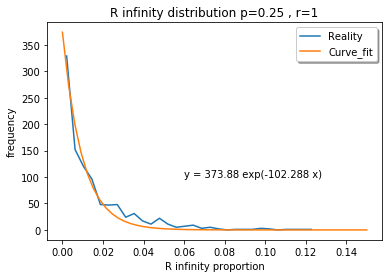 R infinity distribution p=0.25 , r=1
Reality
Curve_fit
350
300
250
200
150
100
50
0
frequency
y = 373.88 exp(-102.288 x)
0.00 0.02 0.04 0.06 0.08 0.10 0.12 0.14
R infinity proportion